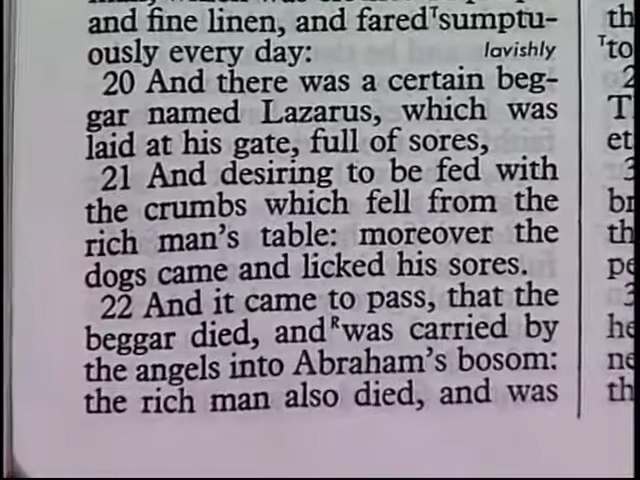 and fine linen, and fared ᵀsumptu-
ously every day: lavishly
20 And there was a certain beg-
gar named Lazarus, which was
laid at his gate, full of sores,
21 And desiring to be fed with
the crumbs which fell from the
rich man's table: moreover the
dogs came and licked his sores.
22 And it came to pass, that the
beggar died, and ᴿwas carried by
the angels into Abraham's bosom:
the rich man also died, and was